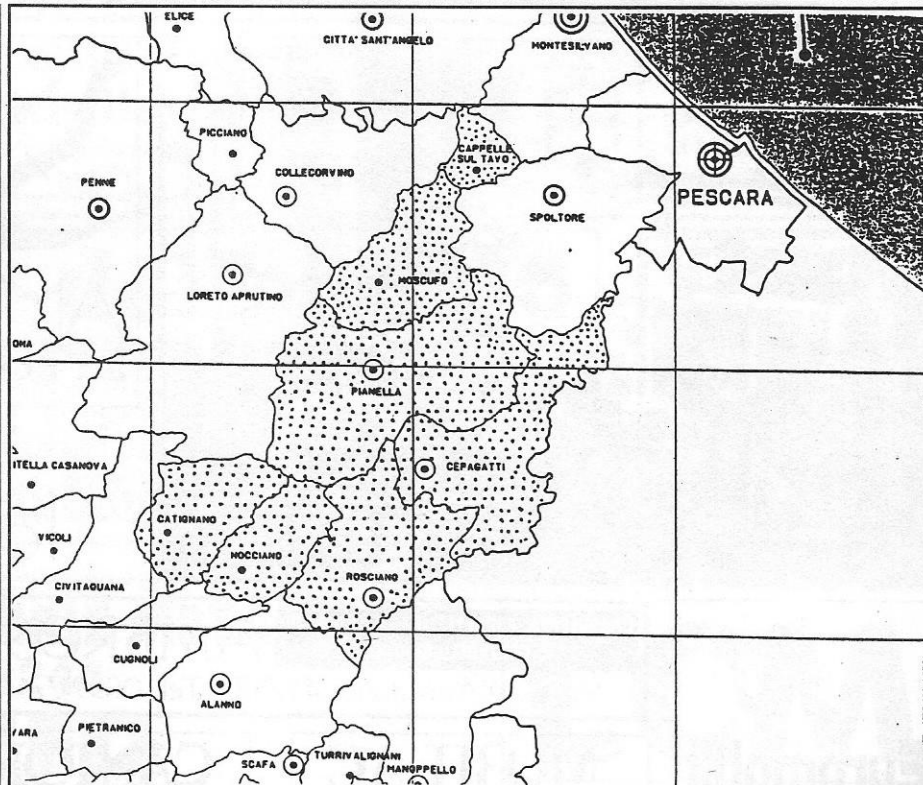 ELICE
CITTA' SANT'ANGELO
MONTESILVANO
PICCIANO
CAPPELLE
SUL TAVO
PENNE
COLLECORVINO
SPOLTORE
PESCARA
LORETO APRUTINO
MOSCUFO
ONA
PIANELLA
ITELLA CASANOVA
CEPAGATTI
CATIGNANO
VICOLI
NOCCIANO
CIVITAQUANA
ROSCIANO
CUGNOLI
ALANNO
VARA
PIETRANICO
SCAFA
TURRIVALIGNANI
MANOPPELLO